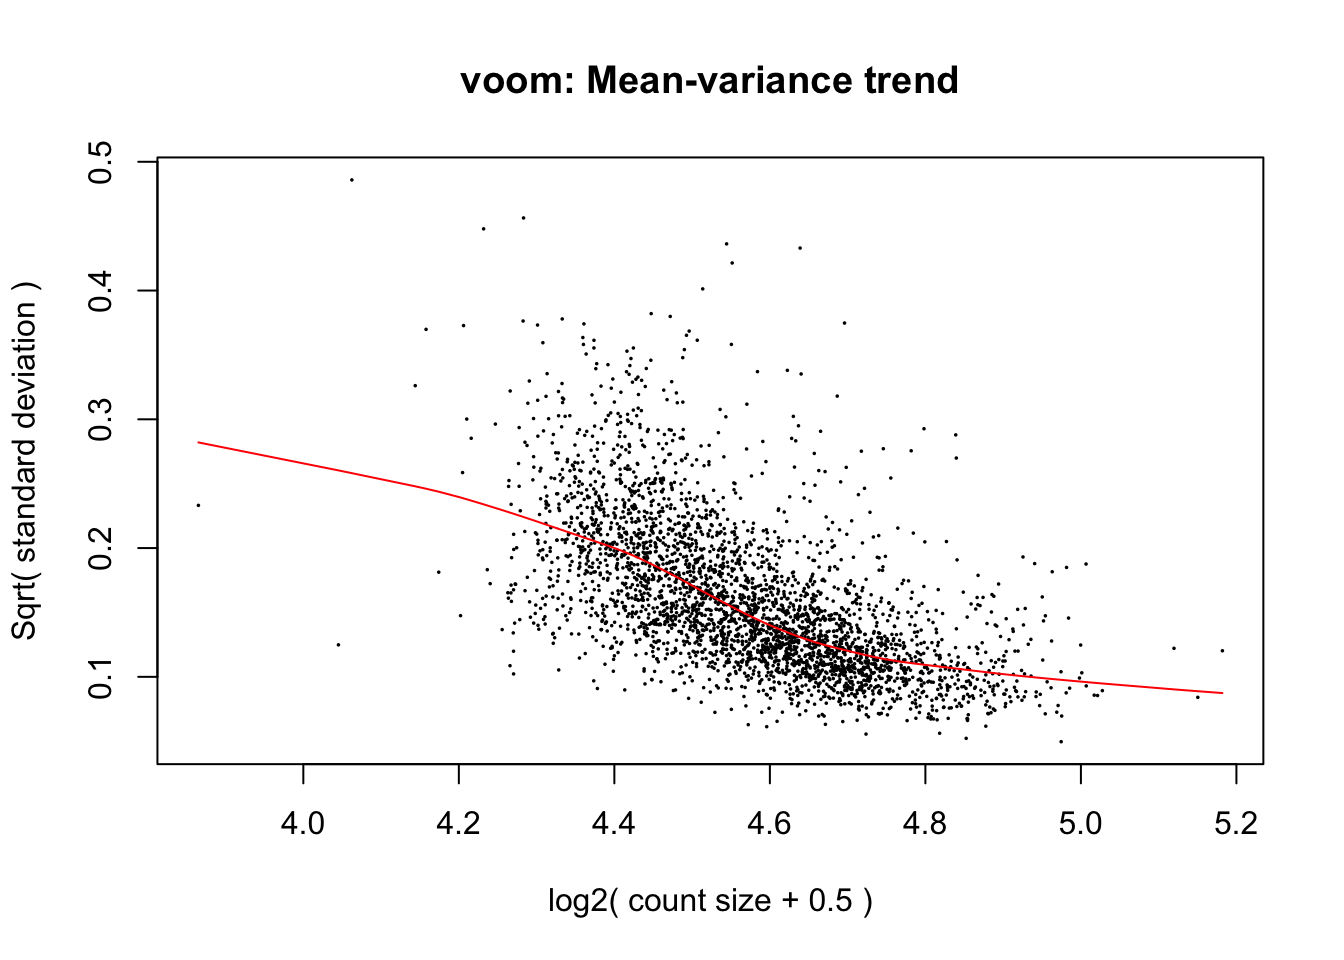 voom: Mean-variance trend
Sqrt( standard deviation )
0.5
0.4
0.3
0.2
0.1
4.0 4.2 4.4 4.6 4.8 5.0 5.2
log2( count size + 0.5 )